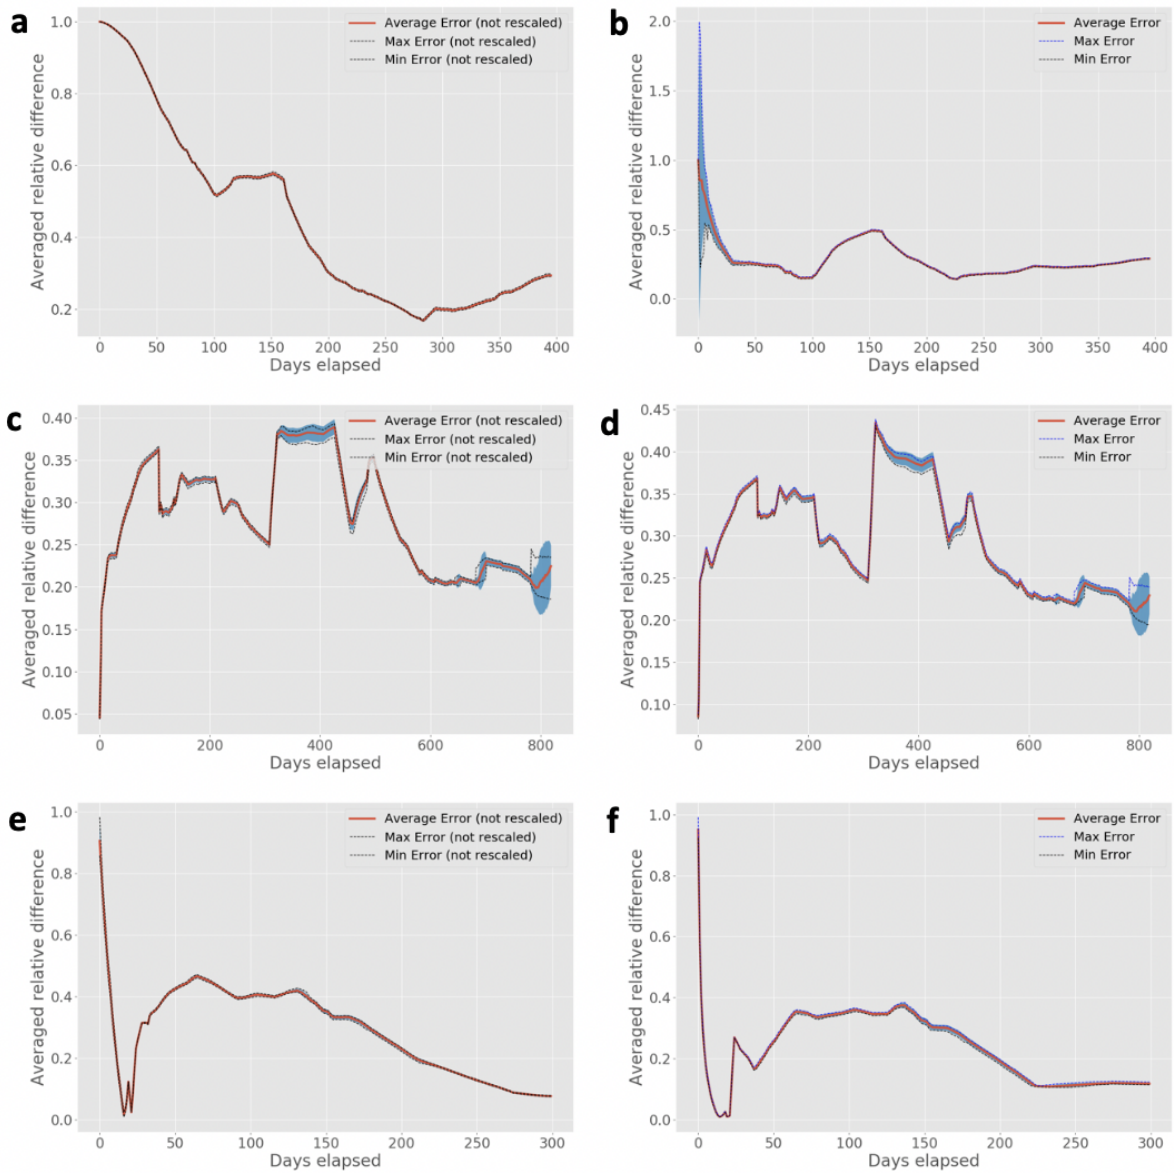 a
Average Error (not rescaled)
Max Error (not rescaled)
Min Error (not rescaled)
Averaged relative difference
1.0
0.8
0.6
0.4
0.2
0 50 100 150 200 250 300 350 400
Days elapsed
b
Average Error
Max Error
Min Error
Averaged relative difference
2.0
1.5
1.0
0.5
0.0
0 50 100 150 200 250 300 350 400
Days elapsed
c
Average Error (not rescaled)
Max Error (not rescaled)
Min Error (not rescaled)
Averaged relative difference
0.40
0.35
0.30
0.25
0.20
0.15
0.10
0.05
0 200 400 600 800
Days elapsed
d
Average Error
Max Error
Min Error
Averaged relative difference
0.45
0.40
0.35
0.30
0.25
0.20
0.15
0.10
0 200 400 600 800
Days elapsed
e
Average Error (not rescaled)
Max Error (not rescaled)
Min Error (not rescaled)
Averaged relative difference
1.0
0.8
0.6
0.4
0.2
0.0
0 50 100 150 200 250 300
Days elapsed
f
Average Error
Max Error
Min Error
Averaged relative difference
1.0
0.8
0.6
0.4
0.2
0.0
0 50 100 150 200 250 300
Days elapsed